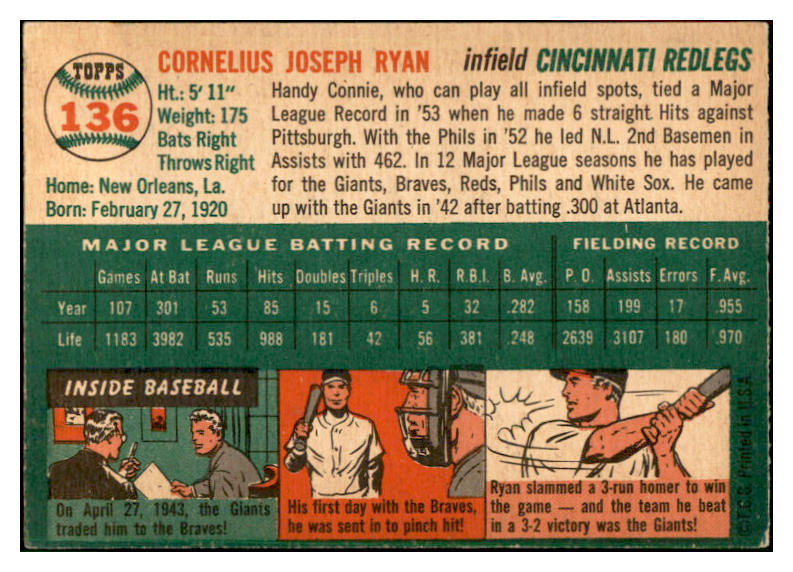 TOPPS
136
CORNELIUS JOSEPH RYAN infield CINCINNATI REDLEGS
Ht.: 5' 11"
Weight: 175
Bats Right
Throws Right
Home: New Orleans, La.
Born: February 27, 1920
Handy Connie, who can play all infield spots, tied a Major
League Record in '53 when he made 6 straight Hits against
Pittsburgh. With the Phils in '52 he led N.L. 2nd Basemen in
Assists with 462. In 12 Major League seasons he has played
for the Giants, Braves, Reds, Phils and White Sox. He came
up with the Giants in '42 after batting .300 at Atlanta.
MAJOR LEAGUE BATTING RECORD FIELDING RECORD
Games At Bat Runs Hits Doubles Triples H. R. R.B.I. B. Avg. P. O. Assists Errors F. Avg.
Year 107 301 53 85 15 6 5 32 .282 158 199 17 .955
Life 1183 3982 535 988 181 42 56 381 .248 2639 3107 180 .970
INSIDE BASEBALL
On April 27, 1943, the Giants
traded him to the Braves!
His first day with the Braves,
he was sent in to pinch hit!
Ryan slammed a 3-run homer to win
the game — and the team he beat
in a 3-2 victory was the Giants!
© T.C.G. Printed in U.S.A.